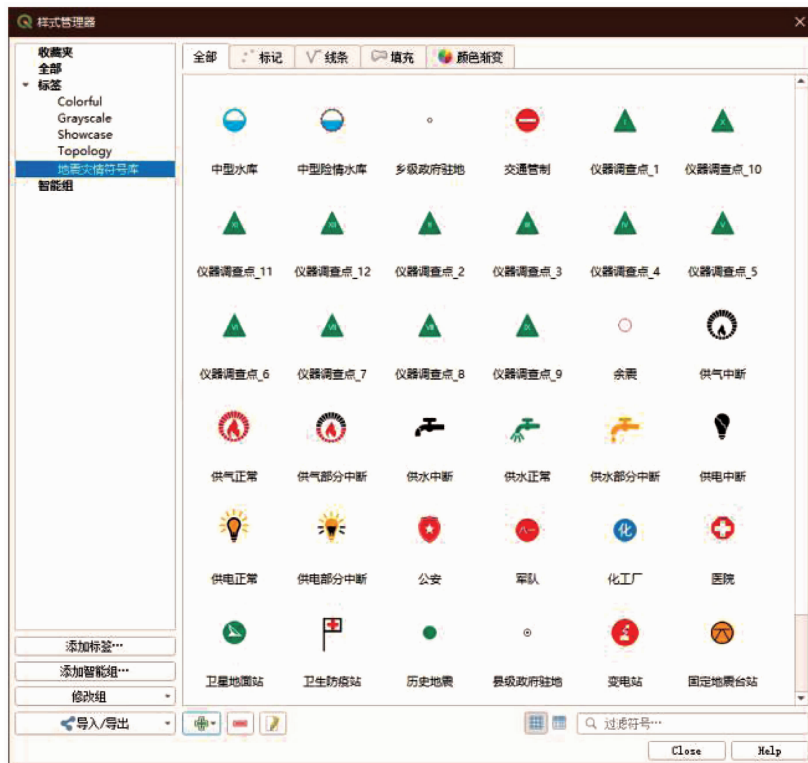 样式管理器
收藏夹
全部
标签
Colorful
Grayscale
Showcase
Topology
地震灾情符号库
智能组
全部 标记 线条 填充 颜色渐变
中型水库 中型险情水库 乡级政府驻地 交通管制 仪器调查点_1 仪器调查点_10
仪器调查点_11 仪器调查点_12 仪器调查点_2 仪器调查点_3 仪器调查点_4 仪器调查点_5
仪器调查点_6 仪器调查点_7 仪器调查点_8 仪器调查点_9 余震 供气中断
供气正常 供气部分中断 供水中断 供水正常 供水部分中断 供电中断
八一 化
供电正常 供电部分中断 公安 军队 化工厂 医院
卫星地面站 卫生防疫站 历史地震 县级政府驻地 变电站 固定地震台站
添加标签…
添加智能组…
修改组
导入/导出
过滤符号…
Close Help